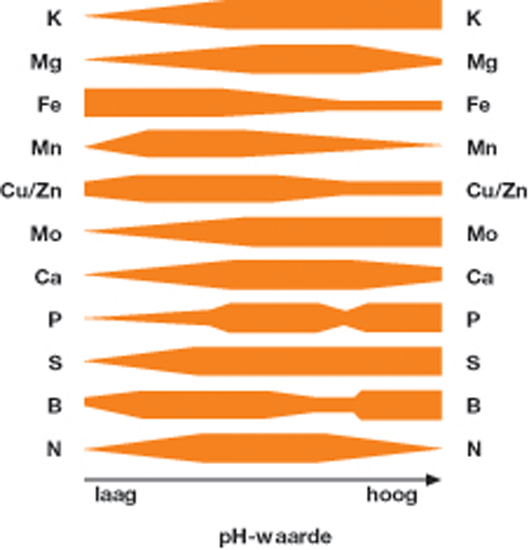 K K
Mg Mg
Fe Fe
Mn Mn
Cu/Zn Cu/Zn
Mo Mo
Ca Ca
P P
S S
B B
N N
laag hoog
pH-waarde